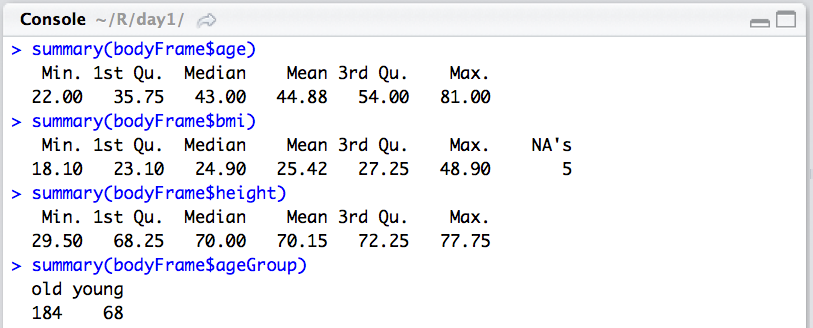 Console ~/R/day1/
> summary(bodyFrame$age)
Min. 1st Qu. Median Mean 3rd Qu. Max.
22.00 35.75 43.00 44.88 54.00 81.00
> summary(bodyFrame$bmi)
Min. 1st Qu. Median Mean 3rd Qu. Max. NA's
18.10 23.10 24.90 25.42 27.25 48.90 5
> summary(bodyFrame$height)
Min. 1st Qu. Median Mean 3rd Qu. Max.
29.50 68.25 70.00 70.15 72.25 77.75
> summary(bodyFrame$ageGroup)
old young
184 68